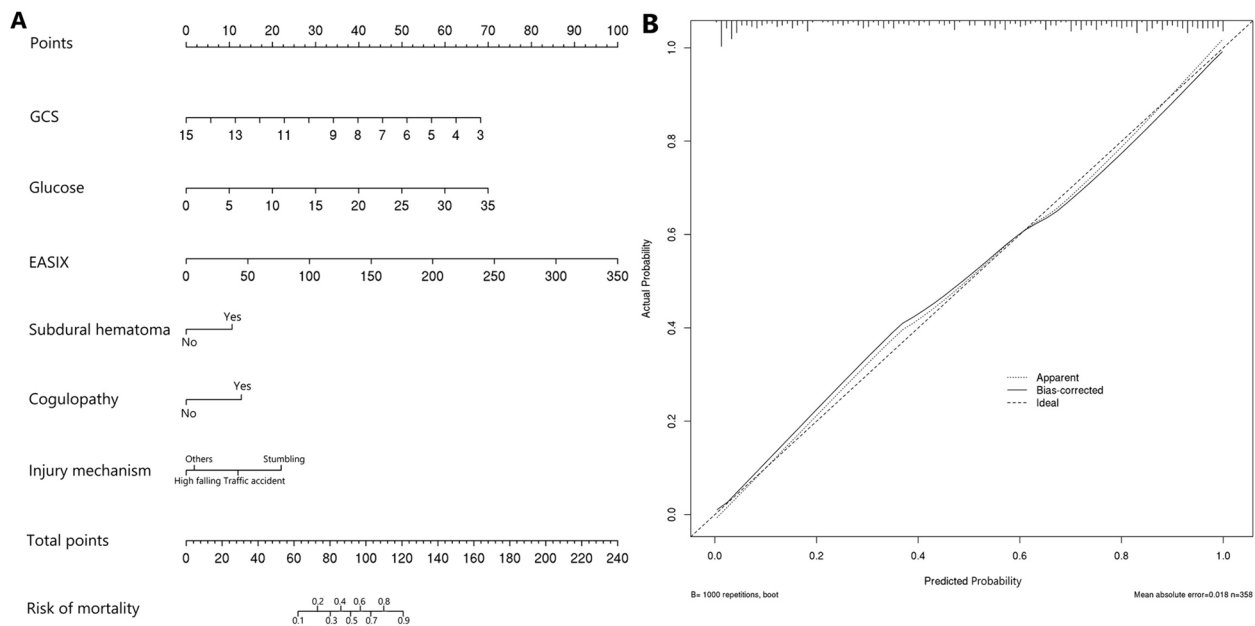 A
Points
0 10 20 30 40 50 60 70 80 90 100
GCS
15 13 11 9 8 7 6 5 4 3
Glucose
0 5 10 15 20 25 30 35
EASIX
0 50 100 150 200 250 300 350
Subdural hematoma
Yes
No
Cogulopathy
Yes
No
Injury mechanism
Others Stumbling
High falling Traffic accident
Total points
0 20 40 60 80 100 120 140 160 180 200 220 240
Risk of mortality
0.2 0.4 0.6 0.8
0.1 0.3 0.5 0.7 0.9
B
Actual Probability
1.0
0.8
0.6
0.4
0.2
0.0
Apparent
Bias-corrected
Ideal
0.0 0.2 0.4 0.6 0.8 1.0
Predicted Probability
B= 1000 repetitions, boot
Mean absolute error=0.018 n=358